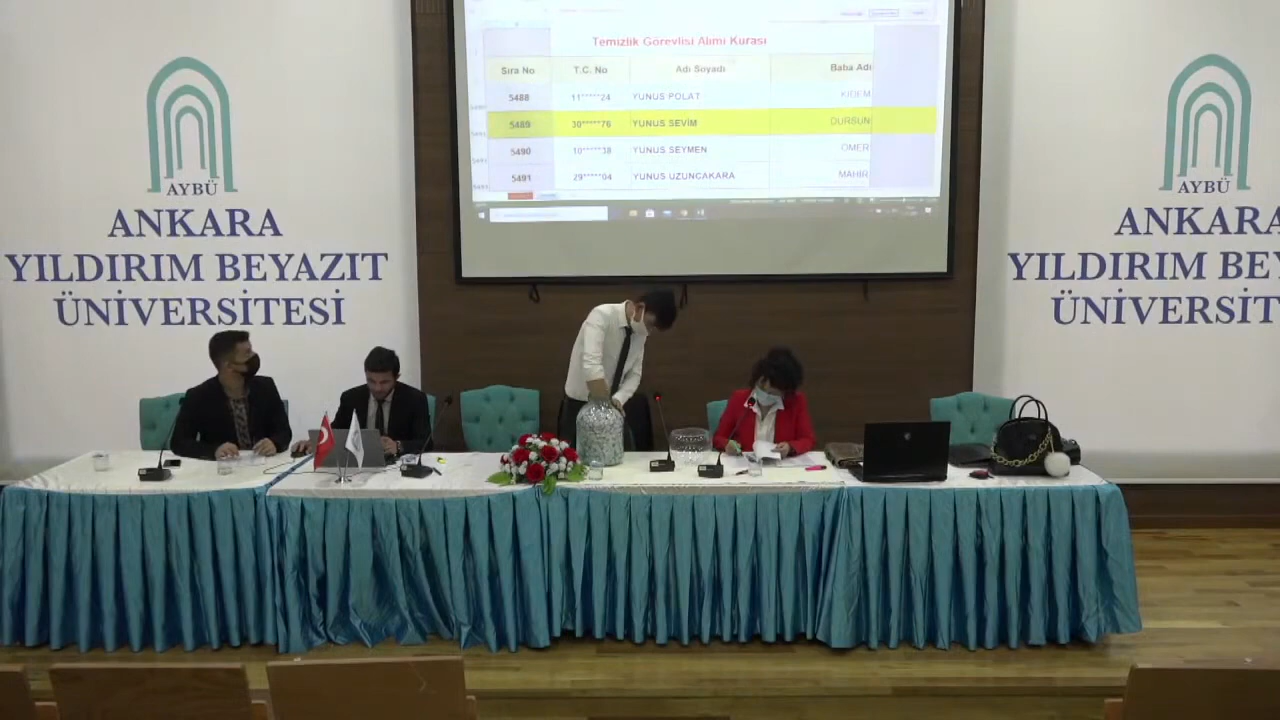 AYBÜ
ANKARA
YILDIRIM BEYAZIT
ÜNİVERSİTESİ
Temizlik Görevlisi Alımı Kurası
Sıra No T.C. No Adı Soyadı Baba Adı
5488 11*****24 YUNUS POLAT
5489 30*****76 YUNUS SEVİM DURSUN
5490 10*****38 YUNUS SEYMEN ÖMER
5491 29*****04 YUNUS UZUNCAKARA MAHİR
AYBÜ
ANKARA
YILDIRIM BEY
ÜNİVERSİT